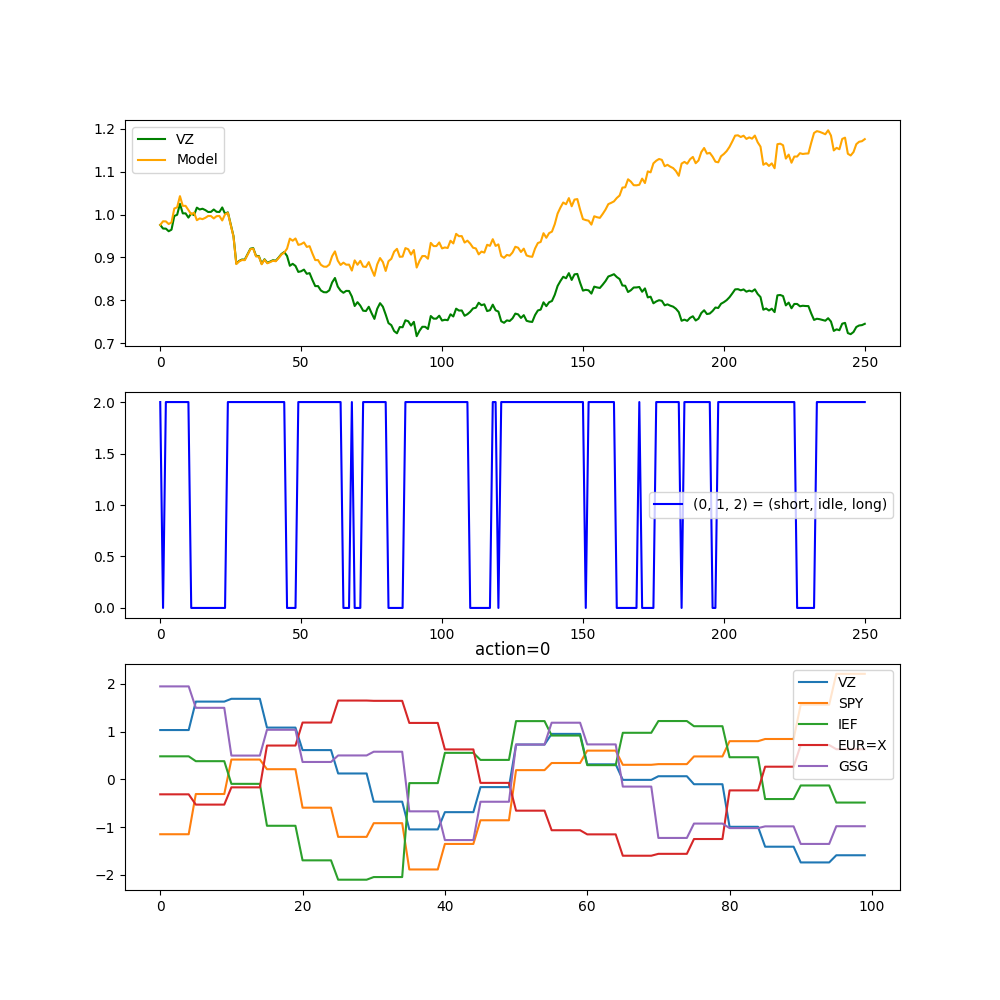 1.2
1.1
1.0
0.9
0.8
0.7
VZ
Model
0 50 100 150 200 250
2.0
1.5
1.0
0.5
0.0
(0, 1, 2) = (short, idle, long)
0 50 100 150 200 250
action=0
2
1
0
−1
−2
VZ
SPY
IEF
EUR=X
GSG
0 20 40 60 80 100